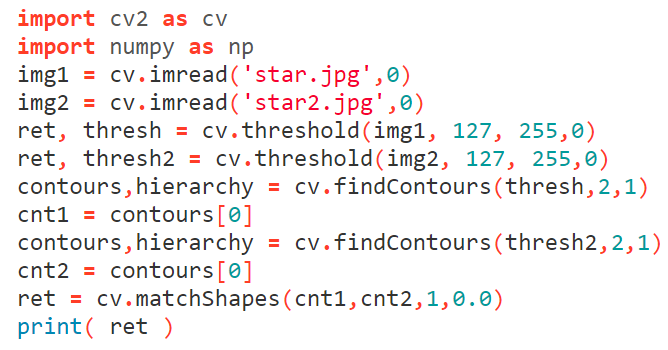 import cv2 as cv
import numpy as np
img1 = cv.imread('star.jpg',0)
img2 = cv.imread('star2.jpg',0)
ret, thresh = cv.threshold(img1, 127, 255,0)
ret, thresh2 = cv.threshold(img2, 127, 255,0)
contours,hierarchy = cv.findContours(thresh,2,1)
cnt1 = contours[0]
contours,hierarchy = cv.findContours(thresh2,2,1)
cnt2 = contours[0]
ret = cv.matchShapes(cnt1,cnt2,1,0.0)
print( ret )